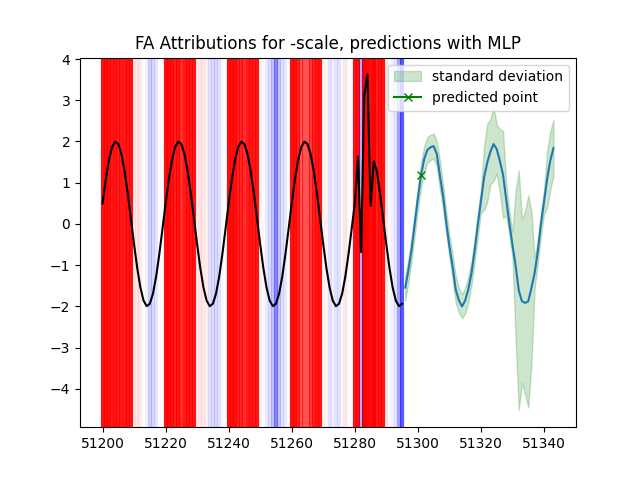 FA Attributions for -scale, predictions with MLP
standard deviation
predicted point
4
3
2
1
0
−1
−2
−3
−4
51200 51220 51240 51260 51280 51300 51320 51340